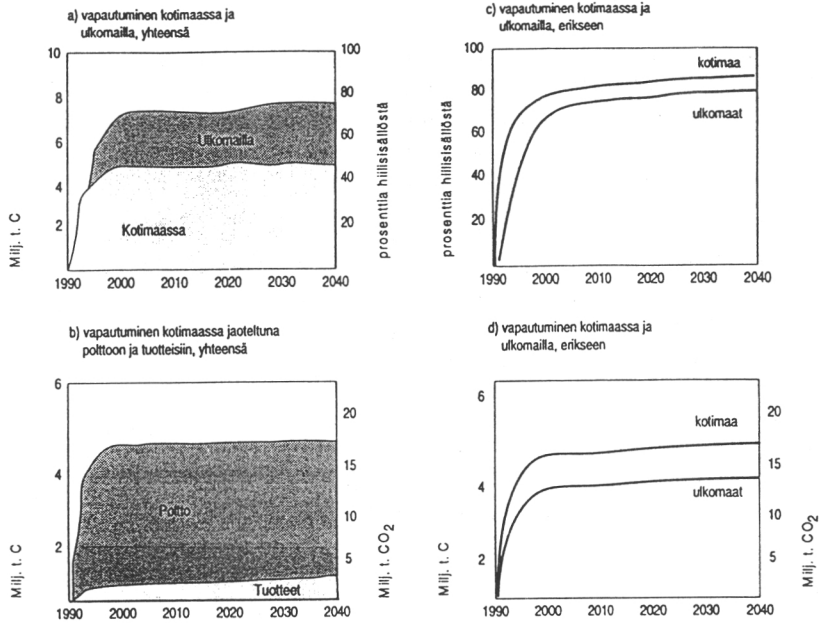 a) vapautuminen kotimaassa ja
ulkomailla, yhteensä
10
8
6
4
2
Milj. t. C
100
80
60
40
20
prosenttia hiilisisällöstä
Ulkomailla
Kotimaassa
1990 2000 2010 2020 2030 2040
c) vapautuminen kotimaassa ja
ulkomailla, erikseen
100
80
80
60
40
20
prosenttia hiilisisällöstä
kotimaa
ulkomaat
1990 2000 2010 2020 2030 2040
b) vapautuminen kotimaassa jaoteltuna
polttoon ja tuotteisiin, yhteensä
6
4
2
Milj. t. C
20
15
10
5
Milj. t. CO2
Poltto
Tuotteet
1990 2000 2010 2020 2030 2040
d) vapautuminen kotimaassa ja
ulkomailla, erikseen
6
4
2
Milj. t. C
20
15
10
5
Milj. t. CO2
kotimaa
ulkomaat
1990 2000 2010 2020 2030 2040